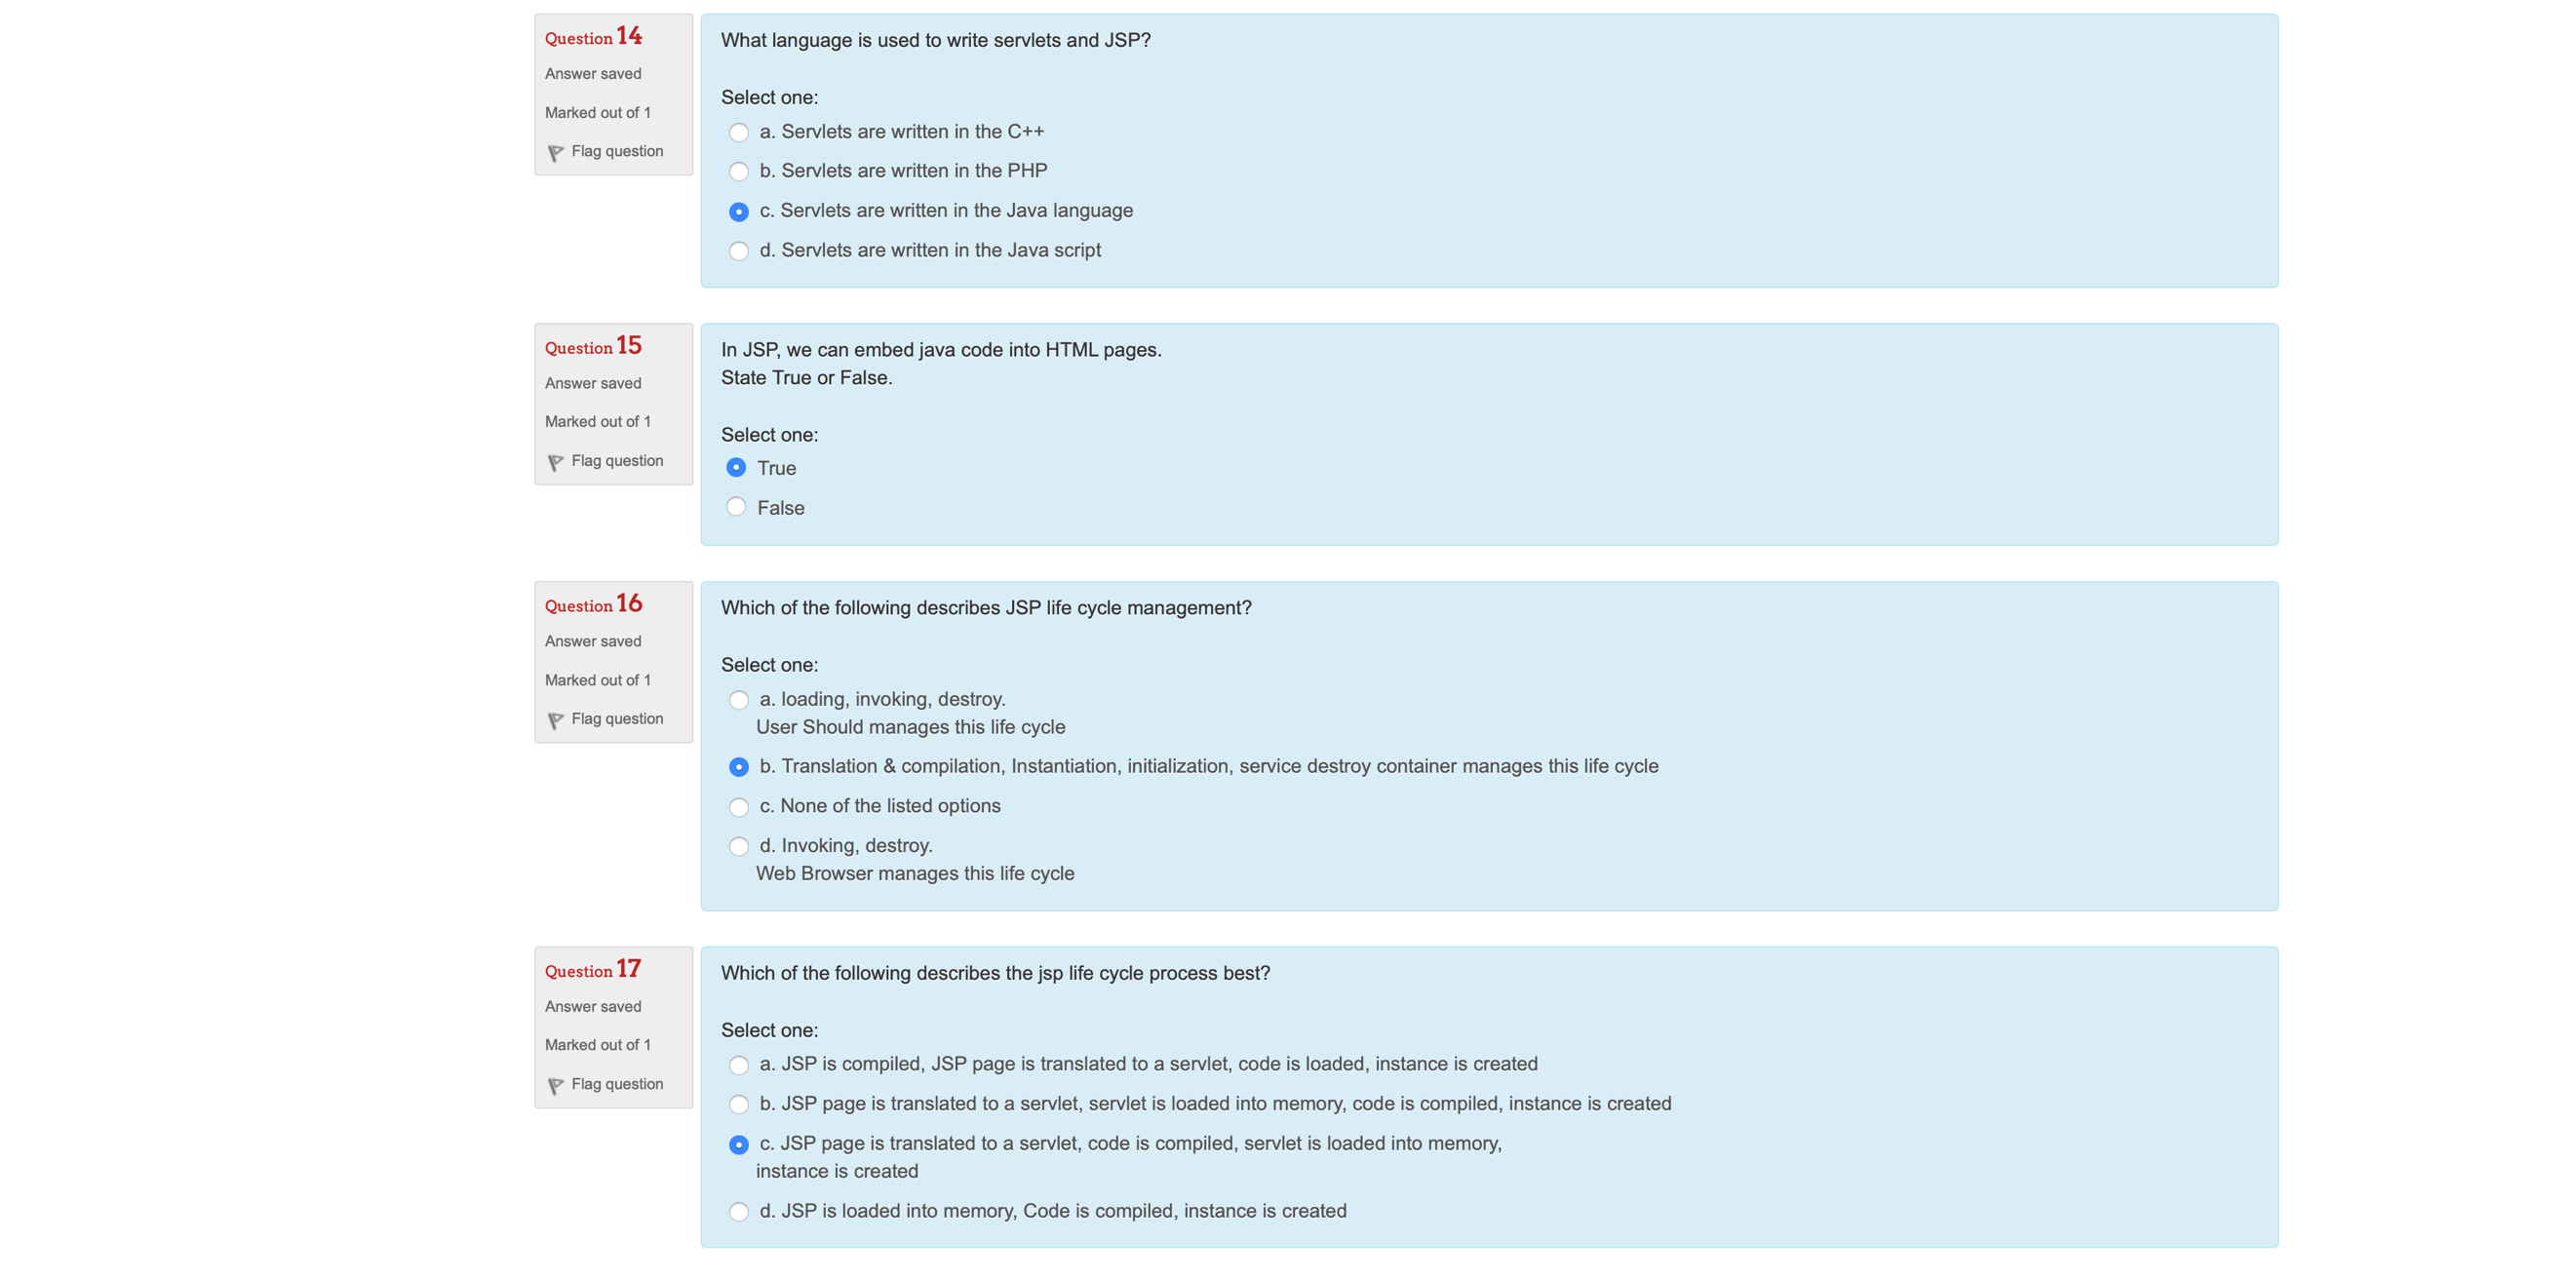 Question 14
Answer saved
Marked out of 1
Flag question
What language is used to write servlets and JSP?
Select one:
a. Servlets are written in the C++
b. Servlets are written in the PHP
c. Servlets are written in the Java language
d. Servlets are written in the Java script
Question 15
Answer saved
Marked out of 1
Flag question
In JSP, we can embed java code into HTML pages.
State True or False.
Select one:
True
False
Question 16
Answer saved
Marked out of 1
Flag question
Which of the following describes JSP life cycle management?
Select one:
a. loading, invoking, destroy.
User Should manages this life cycle
b. Translation & compilation, Instantiation, initialization, service destroy container manages this life cycle
c. None of the listed options
d. Invoking, destroy.
Web Browser manages this life cycle
Question 17
Answer saved
Marked out of 1
Flag question
Which of the following describes the jsp life cycle process best?
Select one:
a. JSP is compiled, JSP page is translated to a servlet, code is loaded, instance is created
b. JSP page is translated to a servlet, servlet is loaded into memory, code is compiled, instance is created
c. JSP page is translated to a servlet, code is compiled, servlet is loaded into memory,
instance is created
d. JSP is loaded into memory, Code is compiled, instance is created